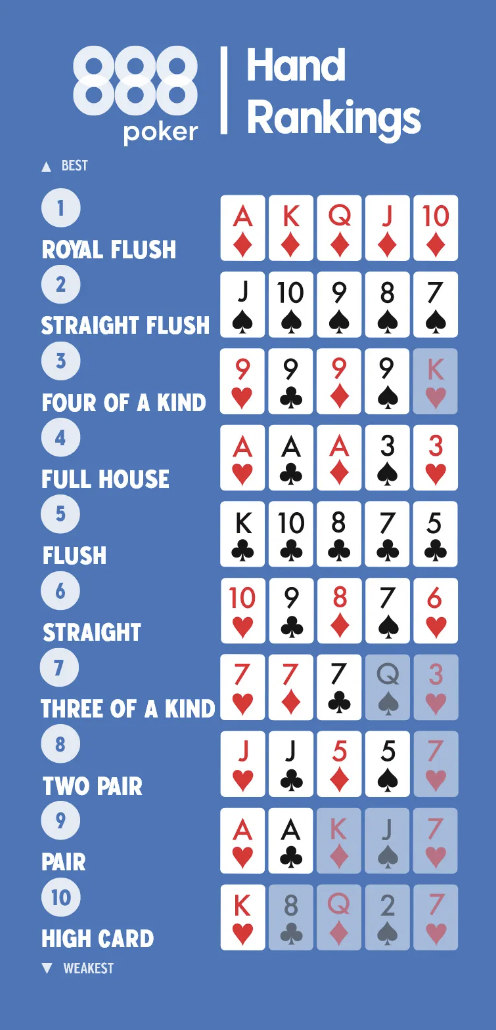 888
888
poker
Hand
Rankings
▲ BEST
1
ROYAL FLUSH
A K Q J 10
2
STRAIGHT FLUSH
J 10 9 8 7
3
FOUR OF A KIND
9 9 9 9 K
4
FULL HOUSE
A A A 3 3
5
FLUSH
K 10 8 7 5
6
STRAIGHT
10 9 8 7 6
7
THREE OF A KIND
7 7 7 Q 3
8
TWO PAIR
J J 5 5 7
9
PAIR
A A K J 7
10
HIGH CARD
K 8 Q 2 7
▼ WEAKEST